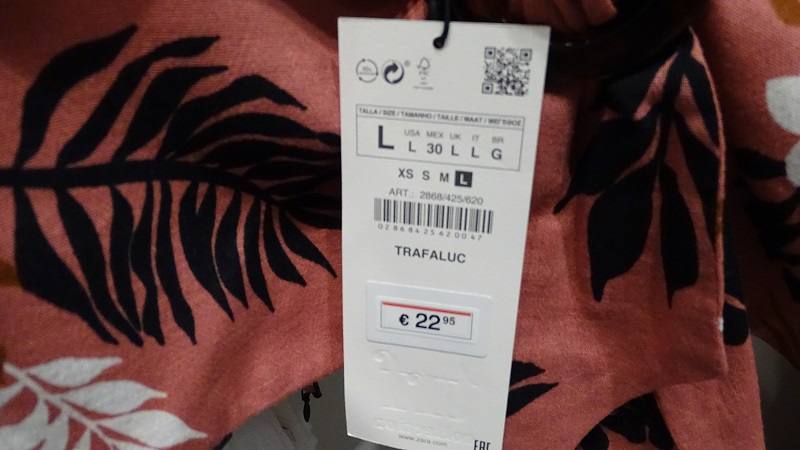 TALLA / SIZE / TAMANHO / TAILLE / MAAT / 
L
USA MEX UK IT BR
L 30 L L G
XS S M L
ART.: 2868/425/620
02868425620047
TRAFALUC
€ 22 95
www.zara.com
EAC